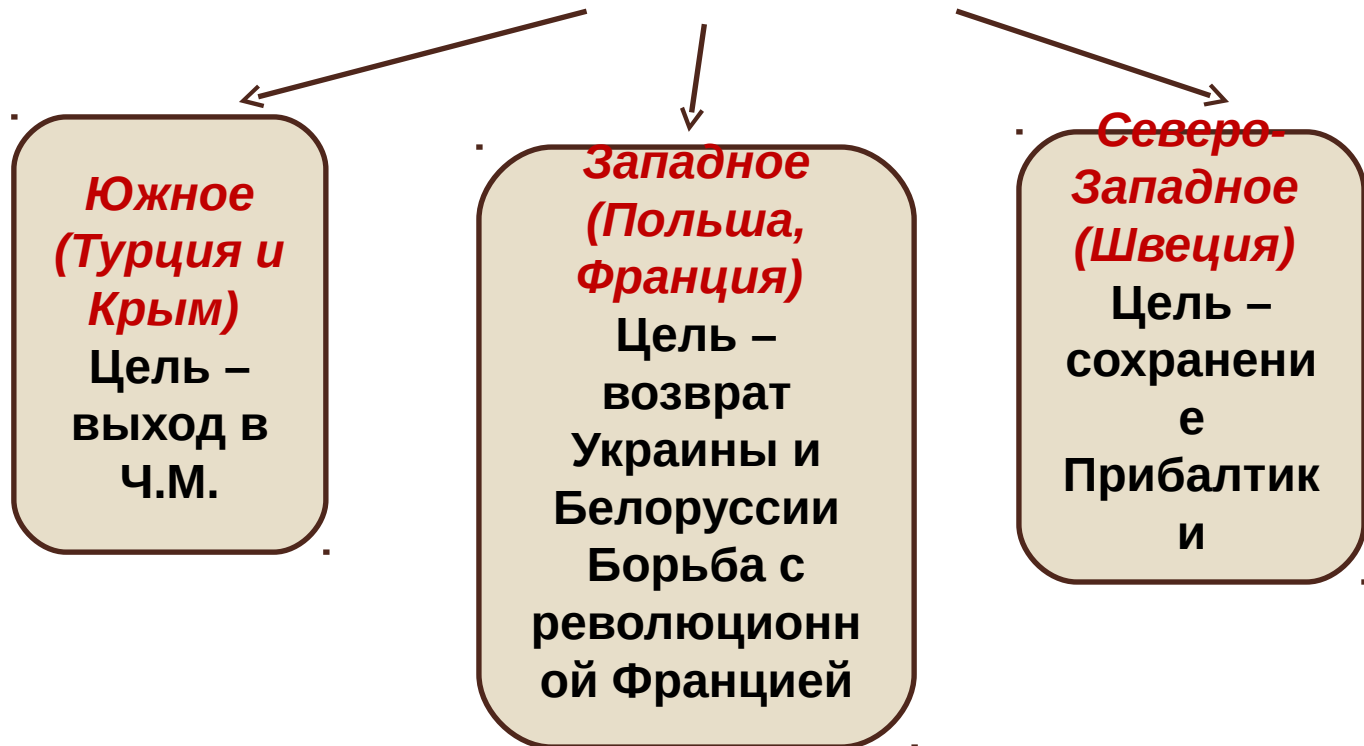 Южное
(Турция и
Крым)
Цель –
выход в
Ч.М.
Западное
(Польша,
Франция)
Цель –
возврат
Украины и
Белоруссии
Борьба с
революционн
ой Францией
Северо-
Западное
(Швеция)
Цель –
сохранени
е
Прибалтик
и